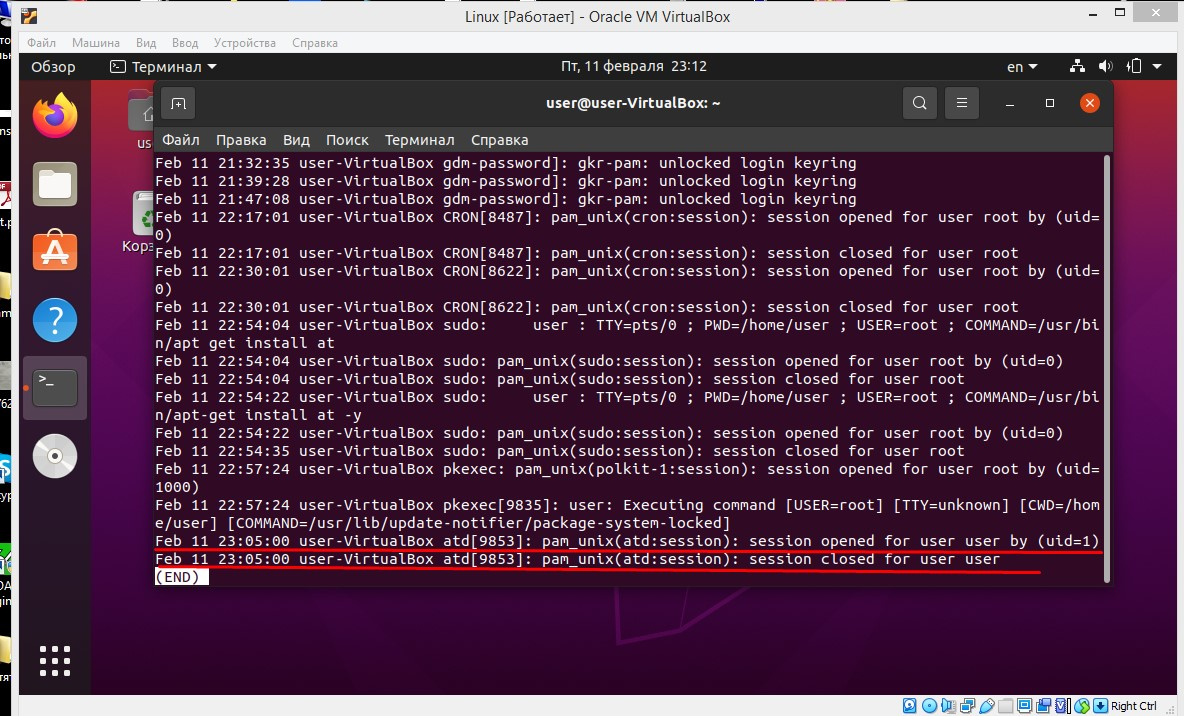 Linux [Работает] - Oracle VM VirtualBox
Файл Машина Вид Ввод Устройства Справка
Обзор Терминал Пт, 11 февраля 23:12 en
user@user-VirtualBox: ~
Файл Правка Вид Поиск Терминал Справка
Feb 11 21:32:35 user-VirtualBox gdm-password]: gkr-pam: unlocked login keyring
Feb 11 21:39:28 user-VirtualBox gdm-password]: gkr-pam: unlocked login keyring
Feb 11 21:47:08 user-VirtualBox gdm-password]: gkr-pam: unlocked login keyring
Feb 11 22:17:01 user-VirtualBox CRON[8487]: pam_unix(cron:session): session opened for user root by (uid=
0)
Feb 11 22:17:01 user-VirtualBox CRON[8487]: pam_unix(cron:session): session closed for user root
Feb 11 22:30:01 user-VirtualBox CRON[8622]: pam_unix(cron:session): session opened for user root by (uid=
0)
Feb 11 22:30:01 user-VirtualBox CRON[8622]: pam_unix(cron:session): session closed for user root
Feb 11 22:54:04 user-VirtualBox sudo:     user : TTY=pts/0 ; PWD=/home/user ; USER=root ; COMMAND=/usr/bi
n/apt get install at
Feb 11 22:54:04 user-VirtualBox sudo: pam_unix(sudo:session): session opened for user root by (uid=0)
Feb 11 22:54:04 user-VirtualBox sudo: pam_unix(sudo:session): session closed for user root
Feb 11 22:54:22 user-VirtualBox sudo:     user : TTY=pts/0 ; PWD=/home/user ; USER=root ; COMMAND=/usr/bi
n/apt-get install at -y
Feb 11 22:54:22 user-VirtualBox sudo: pam_unix(sudo:session): session opened for user root by (uid=0)
Feb 11 22:54:35 user-VirtualBox sudo: pam_unix(sudo:session): session closed for user root
Feb 11 22:57:24 user-VirtualBox pkexec: pam_unix(polkit-1:session): session opened for user root by (uid=
1000)
Feb 11 22:57:24 user-VirtualBox pkexec[9835]: user: Executing command [USER=root] [TTY=unknown] [CWD=/hom
e/user] [COMMAND=/usr/lib/update-notifier/package-system-locked]
Feb 11 23:05:00 user-VirtualBox atd[9853]: pam_unix(atd:session): session opened for user user by (uid=1)
Feb 11 23:05:00 user-VirtualBox atd[9853]: pam_unix(atd:session): session closed for user user
(END)
us
Корз
Right Ctrl